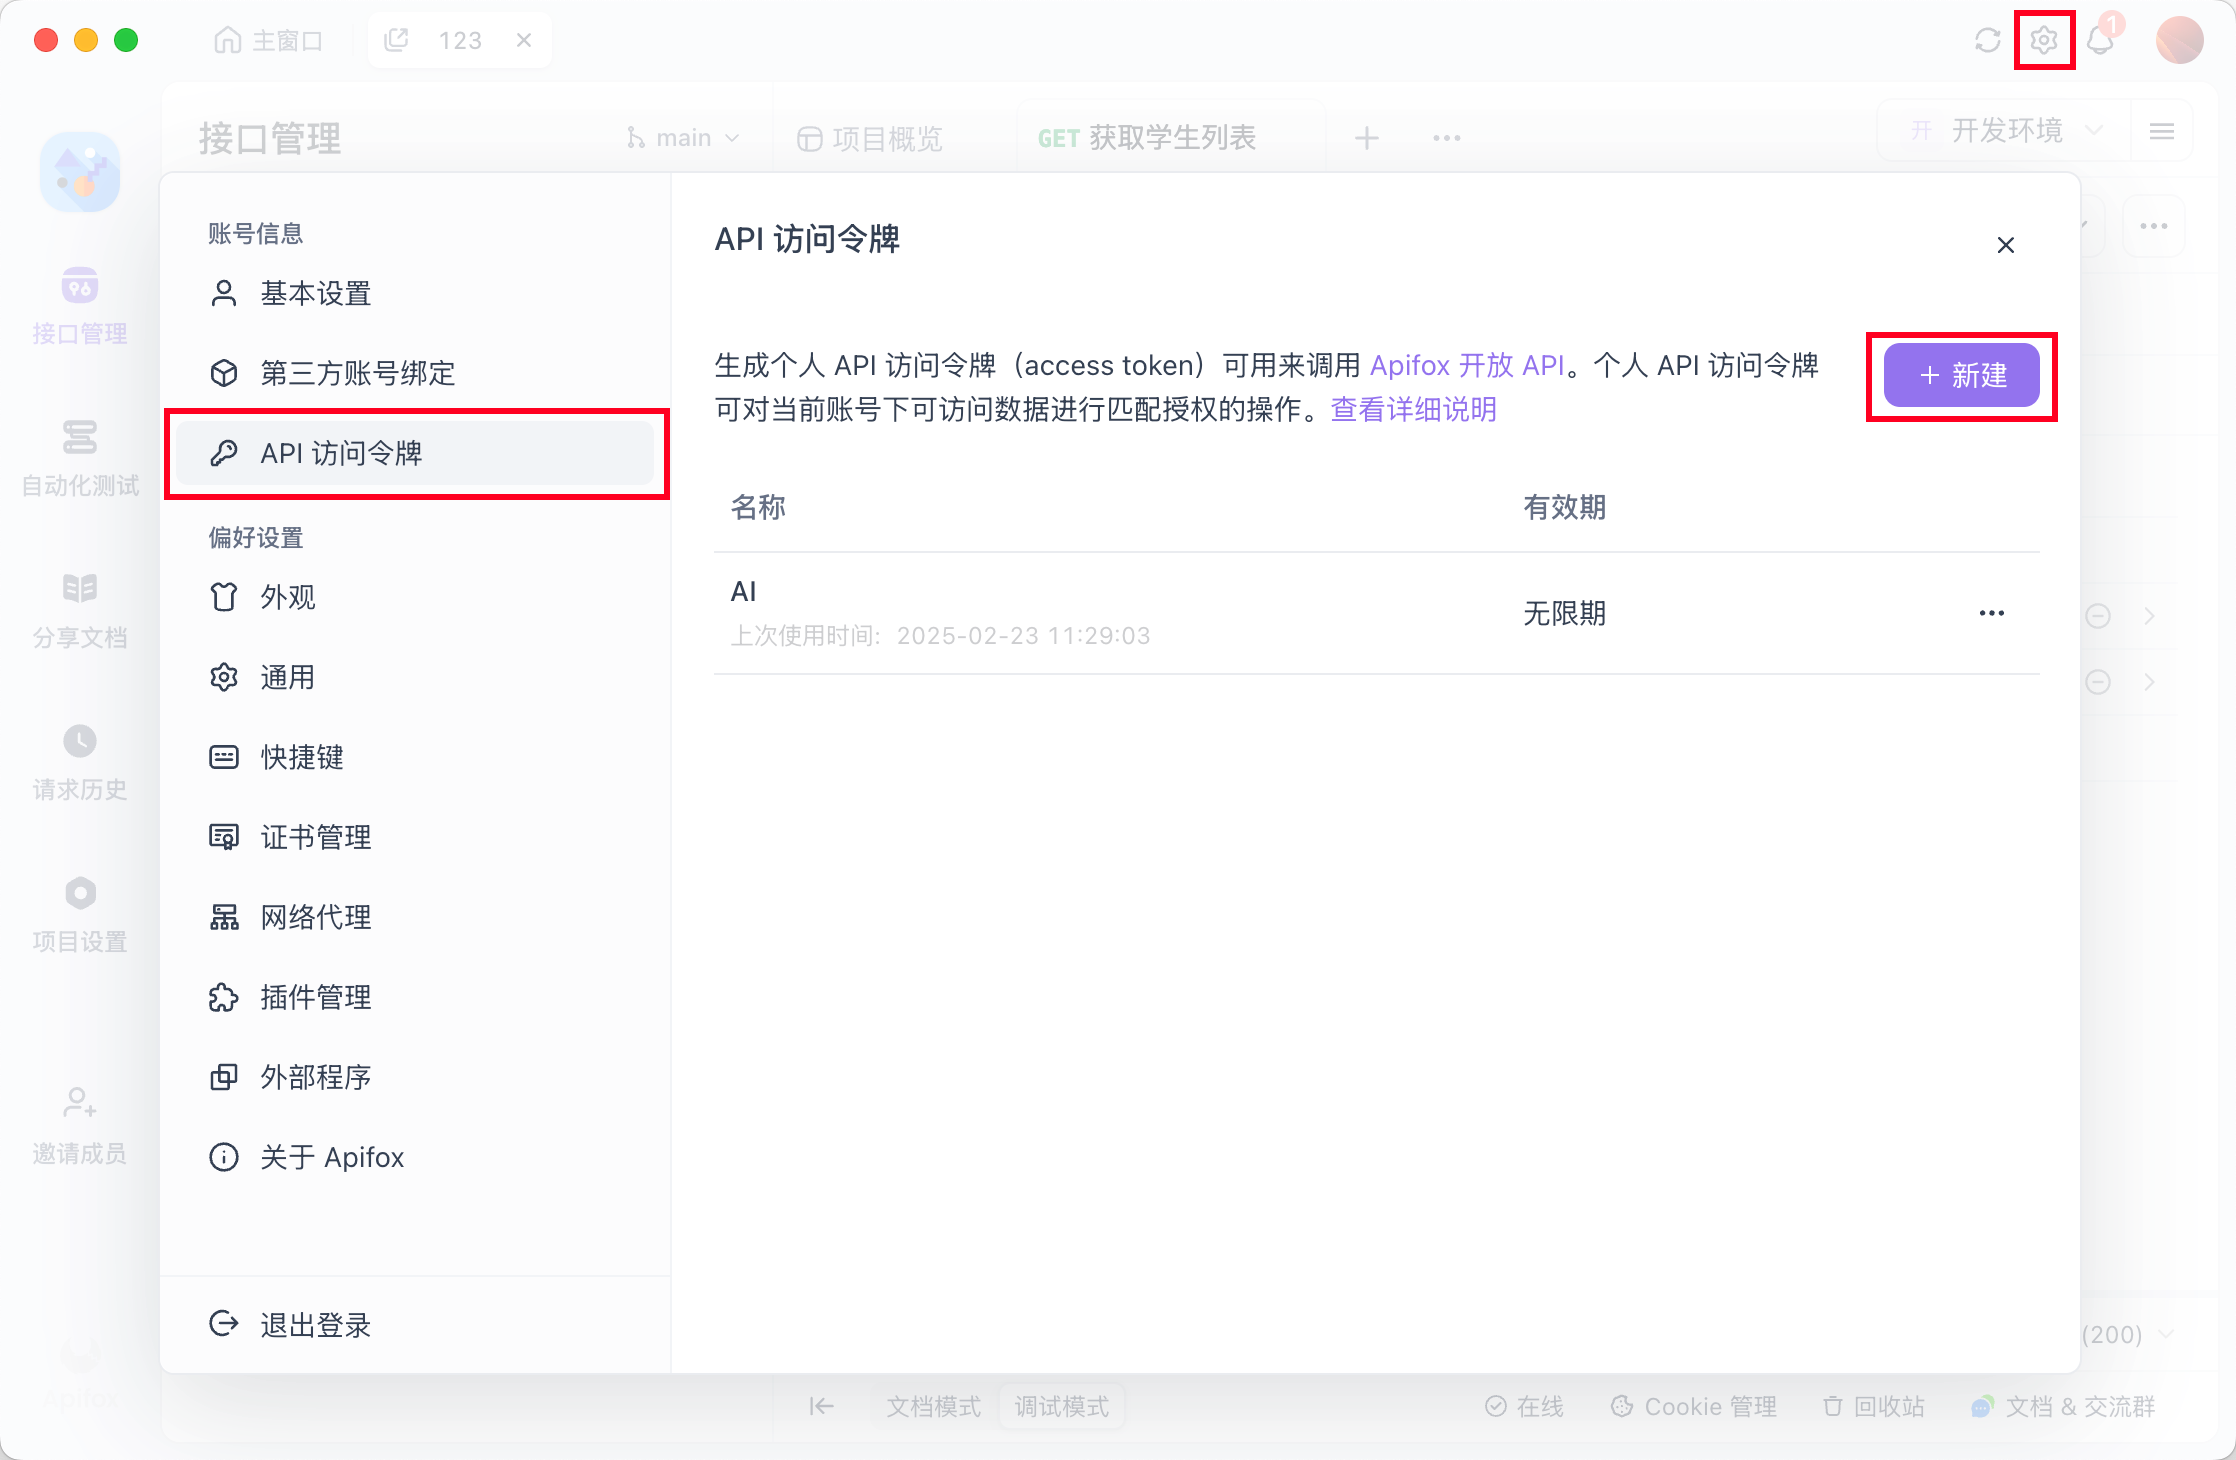 主窗口
123
1
接口管理
main
项目概览
GET 获取学生列表
开 开发环境
接口管理
自动化测试
分享文档
请求历史
项目设置
邀请成员
Apifox
账号信息
基本设置
第三方账号绑定
API 访问令牌
偏好设置
外观
通用
快捷键
证书管理
网络代理
插件管理
外部程序
关于 Apifox
退出登录
API 访问令牌
生成个人 API 访问令牌（access token）可用来调用 Apifox 开放 API。个人 API 访问令牌
可对当前账号下可访问数据进行匹配授权的操作。查看详细说明
新建
名称 有效期
AI
上次使用时间: 2025-02-23 11:29:03
无限期
(200)
文档模式 调试模式
在线 Cookie 管理 回收站 文档 & 交流群